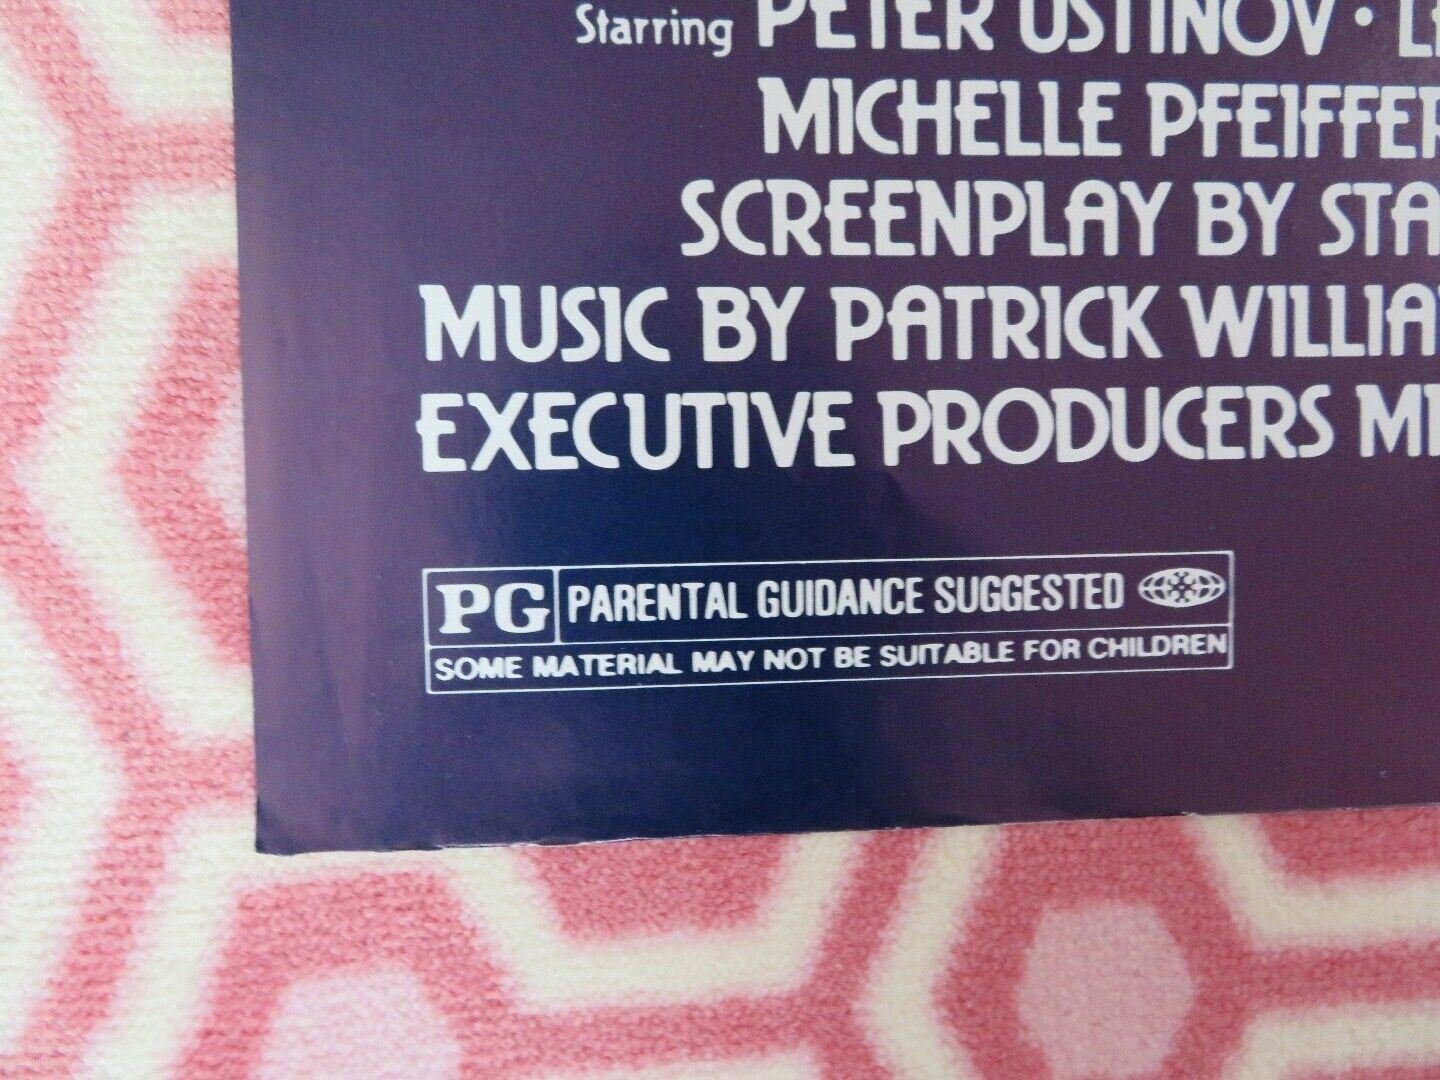 Starring PETER USTINOV •
MICHELLE PFEIFFER
SCREENPLAY BY
MUSIC BY PATRICK
EXECUTIVE PRODUCERS
PG PARENTAL GUIDANCE SUGGESTED
SOME MATERIAL MAY NOT BE SUITABLE FOR CHILDREN